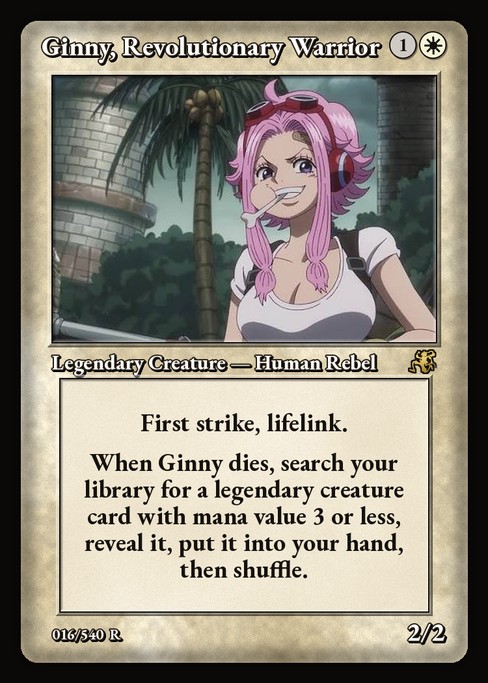 Ginny, Revolutionary Warrior 1
Legendary Creature — Human Rebel
First strike, lifelink.
When Ginny dies, search your
library for a legendary creature
card with mana value 3 or less,
reveal it, put it into your hand,
then shuffle.
016/540 R
2/2